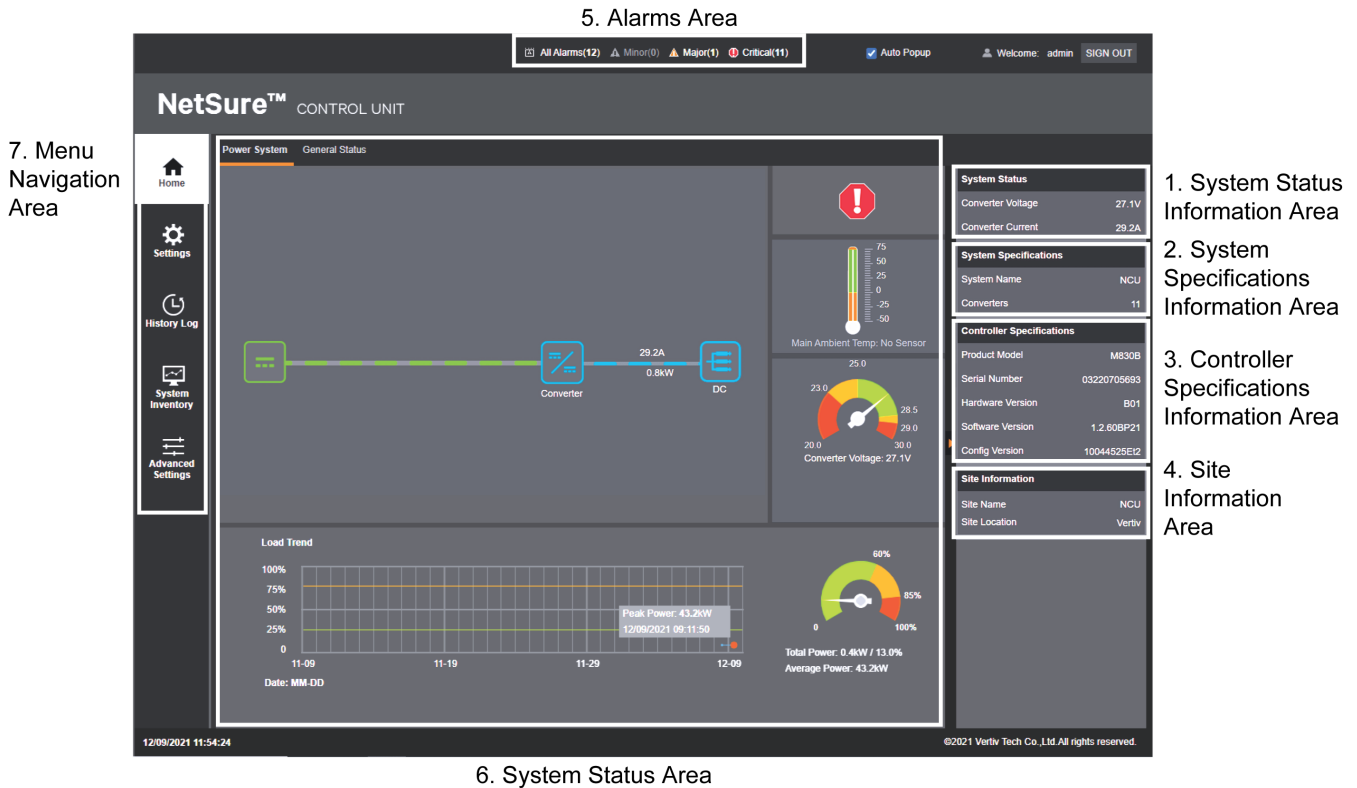 5. Alarms Area
All Alarms(12) Minor(0) Major(1) Critical(11) Auto Popup Welcome: admin SIGN OUT
NetSure™ CONTROL UNIT
7. Menu
Navigation
Area
Home
Settings
History Log
System
Inventory
Advanced
Settings
Power System General Status
75
50
25
0
-25
-50
Main Ambient Temp: No Sensor
29.2A
0.8kW
Converter
DC
25.0
23.0
28.5
29.0
20.0
30.0
Converter Voltage: 27.1V
Load Trend
100%
75%
50%
25%
0
Peak Power: 43.2kW
12/09/2021 09:11:50
11-09 11-19 11-29 12-09
Date: MM-DD
60%
85%
0
100%
Total Power: 0.4kW / 13.0%
Average Power: 43.2kW
System Status
Converter Voltage 27.1V
Converter Current 29.2A
System Specifications
System Name NCU
Converters 11
Controller Specifications
Product Model M830B
Serial Number 03220705693
Hardware Version B01
Software Version 1.2.60BP21
Config Version 10044525Et2
Site Information
Site Name NCU
Site Location Vertiv
1. System Status
Information Area
2. System
Specifications
Information Area
3. Controller
Specifications
Information Area
4. Site
Information
Area
12/09/2021 11:54:24
©2021 Vertiv Tech Co.,Ltd.All rights reserved.
6. System Status Area